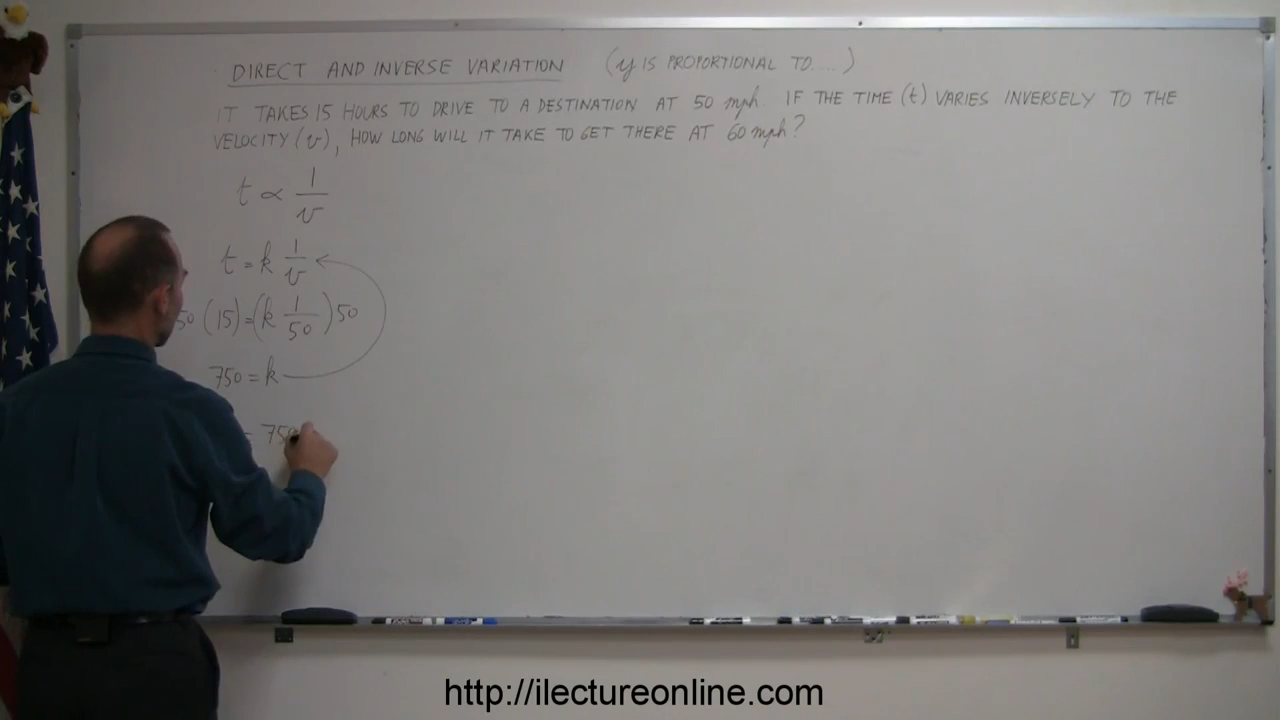 DIRECT AND INVERSE VARIATION (y IS PROPORTIONAL TO.....)
IT TAKES 15 HOURS TO DRIVE TO A DESTINATION AT 50 mph IF THE TIME (t) VARIES INVERSELY TO THE
VELOCITY (v), HOW LONG WILL IT TAKE TO GET THERE AT 60 mph?
t ∝ 1/v
t = k 1/v
50 (15) = (k 1/50) 50
750 = k
= 750
http://ilectureonline.com